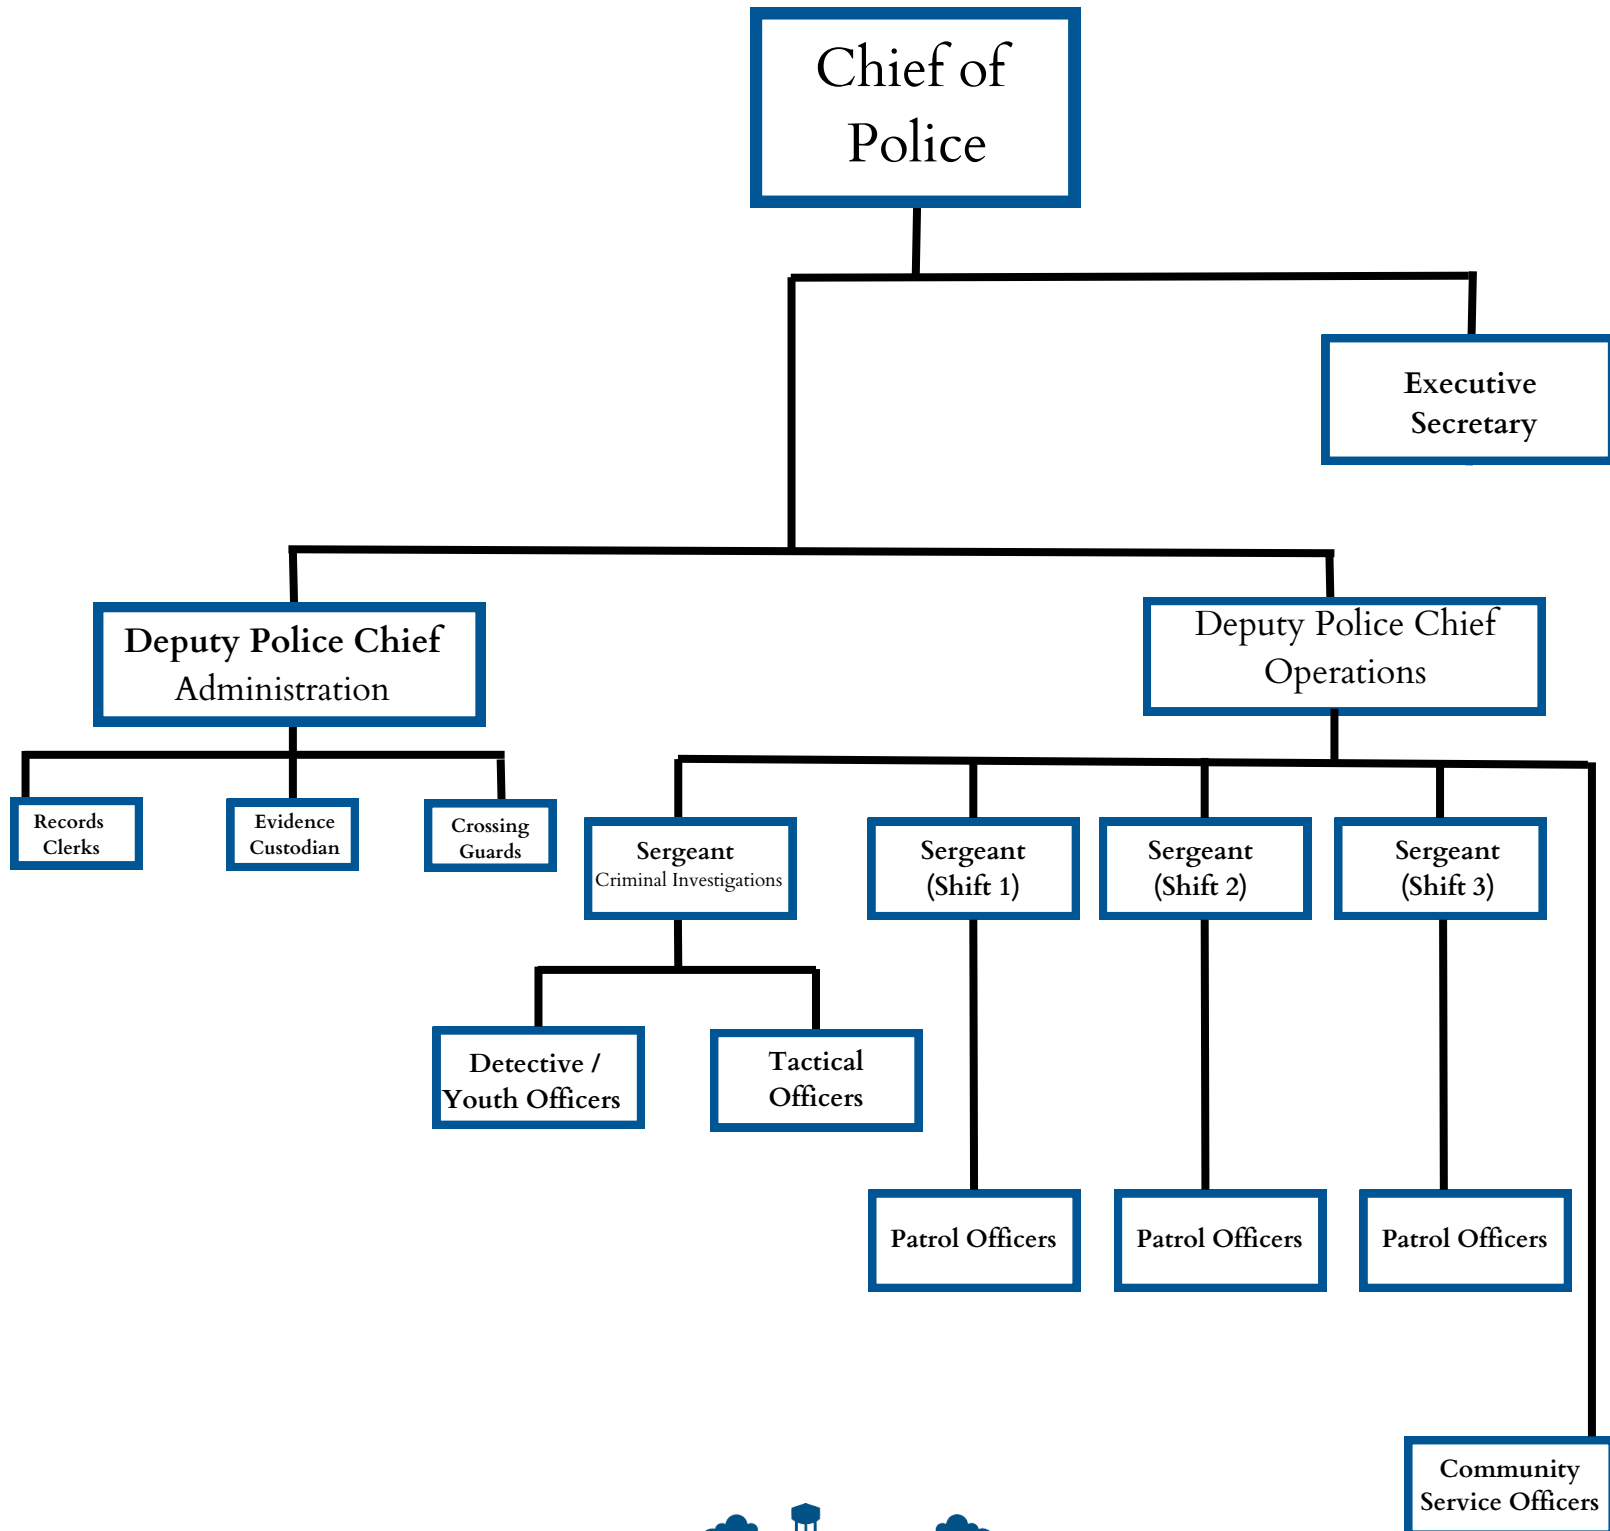 Chief of
Police
Executive
Secretary
Deputy Police Chief
Administration
Deputy Police Chief
Operations
Records
Clerks
Evidence
Custodian
Crossing
Guards
Sergeant
Criminal Investigations
Sergeant
(Shift 1)
Sergeant
(Shift 2)
Sergeant
(Shift 3)
Detective /
Youth Officers
Tactical
Officers
Patrol Officers
Patrol Officers
Patrol Officers
Community
Service Officers